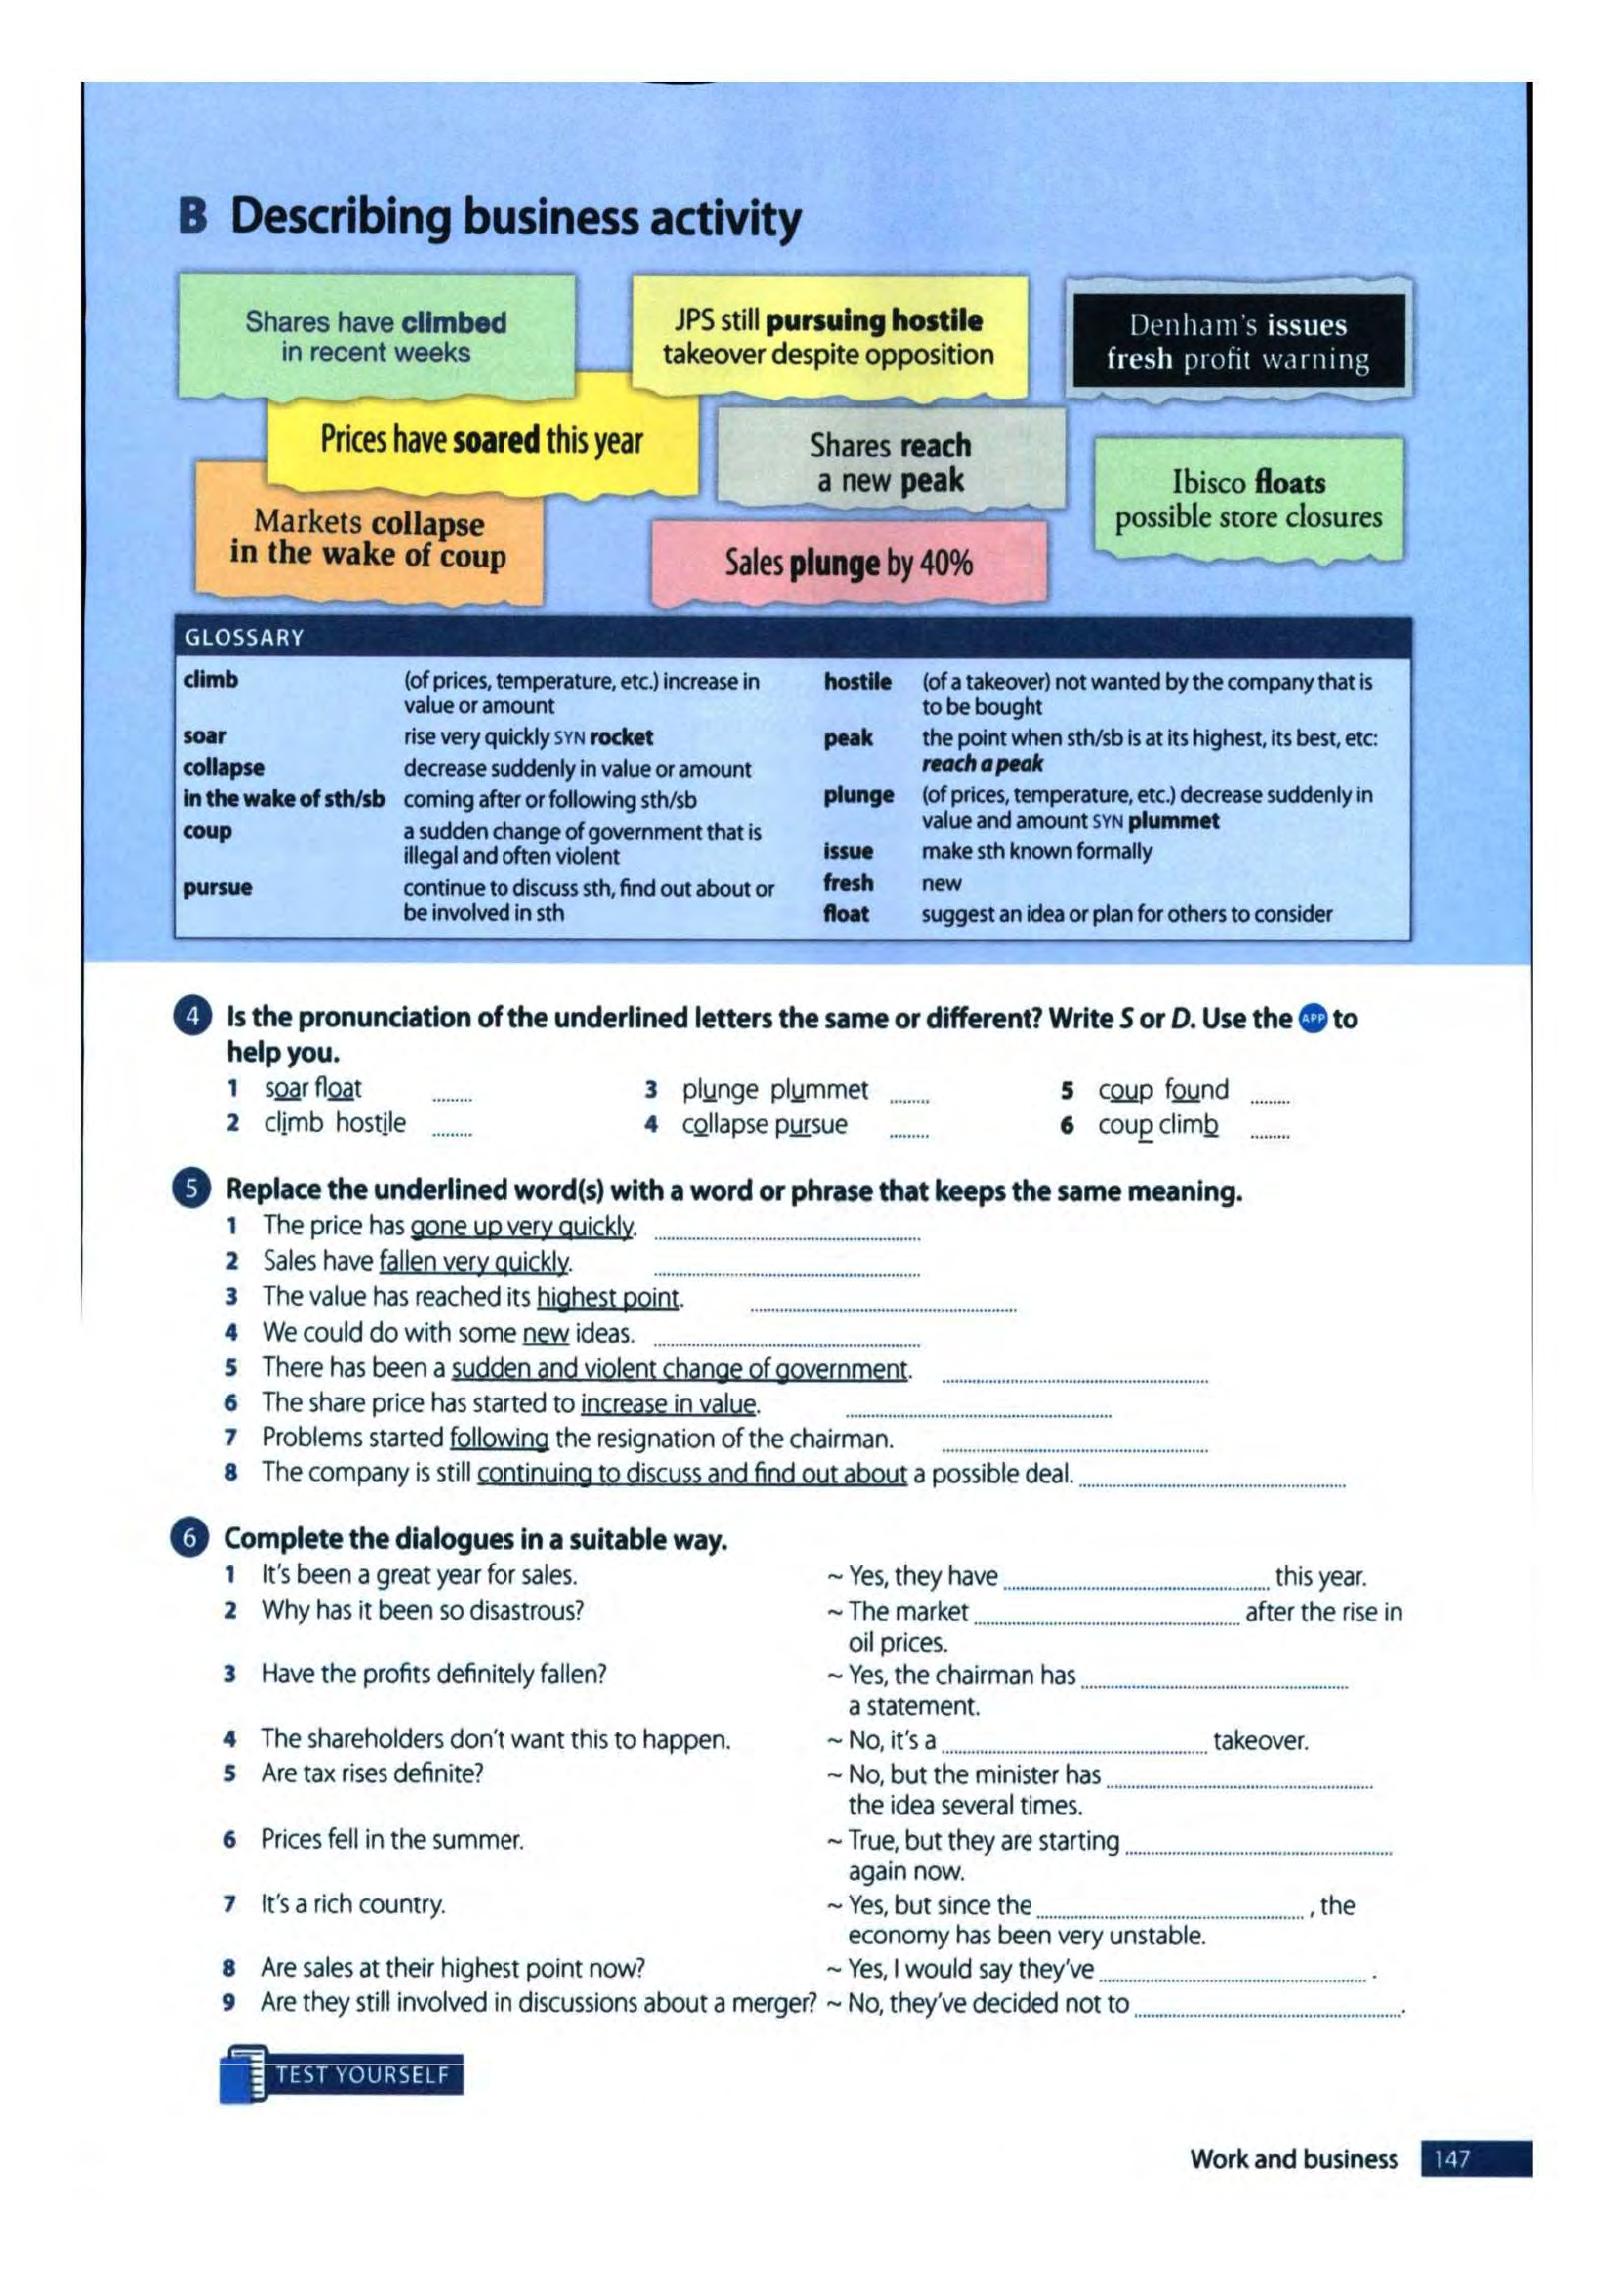 B Describing business activity
Shares have climbed
in recent weeks
JPS still pursuing hostile
takeover despite opposition
Denham's issues
fresh profit warning
Prices have soared this year
Shares reach
a new peak
Ibisco floats
possible store closures
Markets collapse
in the wake of coup
Sales plunge by 40%
GLOSSARY
climb (of prices, temperature, etc.) increase in
value or amount
soar rise very quickly SYN rocket
collapse decrease suddenly in value or amount
in the wake of sth/sb coming after or following sth/sb
coup a sudden change of government that is
illegal and often violent
pursue continue to discuss sth, find out about or
be involved in sth
hostile (of a takeover) not wanted by the company that is
to be bought
peak the point when sth/sb is at its highest, its best, etc:
reach a peak
plunge (of prices, temperature, etc.) decrease suddenly in
value and amount SYN plummet
issue make sth known formally
fresh new
float suggest an idea or plan for others to consider
4 Is the pronunciation of the underlined letters the same or different? Write S or D. Use the APP to
help you.
1 soar float ......... 3 plunge plummet ......... 5 coup found .........
2 climb hostile ......... 4 collapse pursue ......... 6 coup climb .........
5 Replace the underlined word(s) with a word or phrase that keeps the same meaning.
1 The price has gone up very quickly. .........
2 Sales have fallen very quickly. .........
3 The value has reached its highest point. .........
4 We could do with some new ideas. .........
5 There has been a sudden and violent change of government. .........
6 The share price has started to increase in value. .........
7 Problems started following the resignation of the chairman. .........
8 The company is still continuing to discuss and find out about a possible deal. .........
6 Complete the dialogues in a suitable way.
1 It's been a great year for sales. ~ Yes, they have ......... this year.
2 Why has it been so disastrous? ~ The market ......... after the rise in
oil prices.
3 Have the profits definitely fallen? ~ Yes, the chairman has .........
a statement.
4 The shareholders don't want this to happen. ~ No, it's a ......... takeover.
5 Are tax rises definite? ~ No, but the minister has .........
the idea several times.
6 Prices fell in the summer. ~ True, but they are starting .........
again now.
7 It's a rich country. ~ Yes, but since the ......... , the
economy has been very unstable.
8 Are sales at their highest point now? ~ Yes, I would say they've ......... .
9 Are they still involved in discussions about a merger? ~ No, they've decided not to ......... .
TEST YOURSELF
Work and business 147